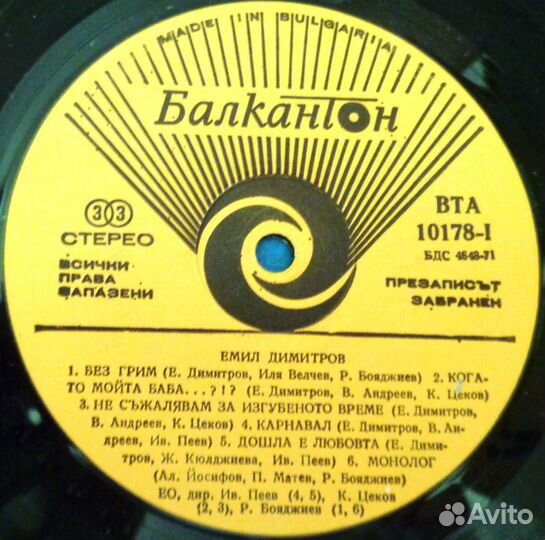 MADE IN BULGARIA
Балкантон
33
СТЕРЕО
ВСИЧКИ
ПРАВА
ЗАПАЗЕНИ
ВТА
10178-I
БДС 4648-71
ПРЕЗАПИСЪТ
ЗАБРАНЕН
ЕМИЛ ДИМИТРОВ
1. БЕЗ ГРИМ (Е. Димитров, Иля Велчев, Р. Бояджиев) 2. КОГА-
ТО МОЙТА БАБА. . .?!? (Е. Димитров, В. Андреев, К. Цеков)
3. НЕ СЪЖАЛЯВАМ ЗА ИЗГУБЕНОТО ВРЕМЕ (Е. Димитров,
В. Андреев, К. Цеков) 4. КАРНАВАЛ (Е. Димитров, В. Анд-
реев, Ив. Пеев) 5. ДОШЛА Е ЛЮБОВТА (Е. Дими-
тров, Ж. Кюлджиева, Ив. Пеев) 6. МОНОЛОГ
(Ал. Йосифов, П. Матев, Р. Бояджиев)
ЕО, дир. Ив. Пеев (4, 5), К. Цеков
(2, 3), Р. Бояджиев (1, 6)
Avito